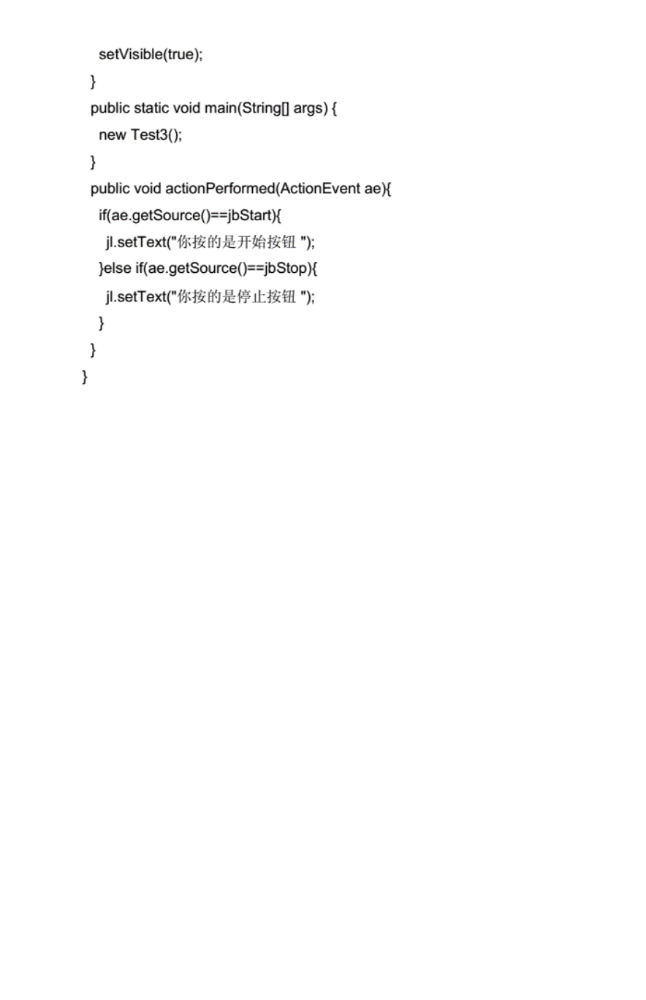 setVisible(true);
}
public static void main(String[] args) {
new Test3();
}
public void actionPerformed(ActionEvent ae){
if(ae.getSource()==jbStart){
jl.setText("你按的是开始按钮 ");
}else if(ae.getSource()==jbStop){
jl.setText("你按的是停止按钮 ");
}
}
}